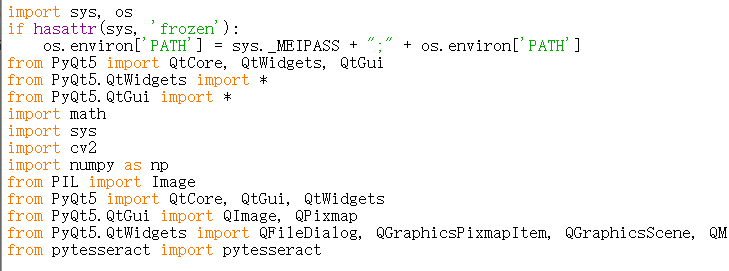 import sys, os
if hasattr(sys, 'frozen'):
    os.environ['PATH'] = sys._MEIPASS + ";" + os.environ['PATH']
from PyQt5 import QtCore, QtWidgets, QtGui
from PyQt5.QtWidgets import *
from PyQt5.QtGui import *
import math
import sys
import cv2
import numpy as np
from PIL import Image
from PyQt5 import QtCore, QtGui, QtWidgets
from PyQt5.QtGui import QImage, QPixmap
from PyQt5.QtWidgets import QFileDialog, QGraphicsPixmapItem, QGraphicsScene, QM
from pytesseract import pytesseract